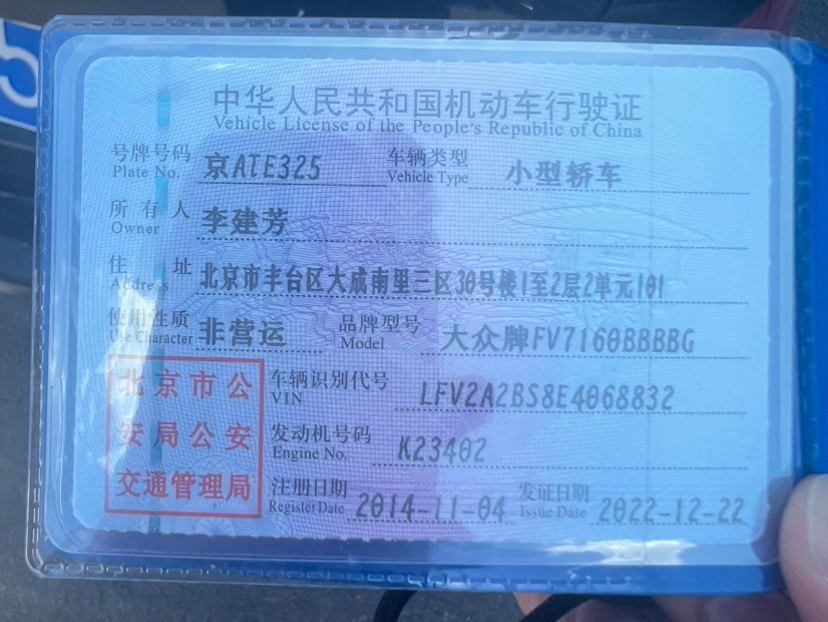 5
中华人民共和国机动车行驶证
Vehicle License of the People's Republic of China
号牌号码 京ATE325 车辆类型 小型轿车
Plate No. Vehicle Type
所有人 李建芳
Owner
住址 北京市丰台区大成南里三区30号楼1至2层2单元101
Address
使用性质 非营运 品牌型号 大众牌FV7160BBBBG
Use Character Model
北京市公安局公安交通管理局
车辆识别代号 LFV2A2BS8E4068832
VIN
发动机号码 K23402
Engine No.
注册日期 2014-11-04 发证日期 2022-12-22
Register Date Issue Date